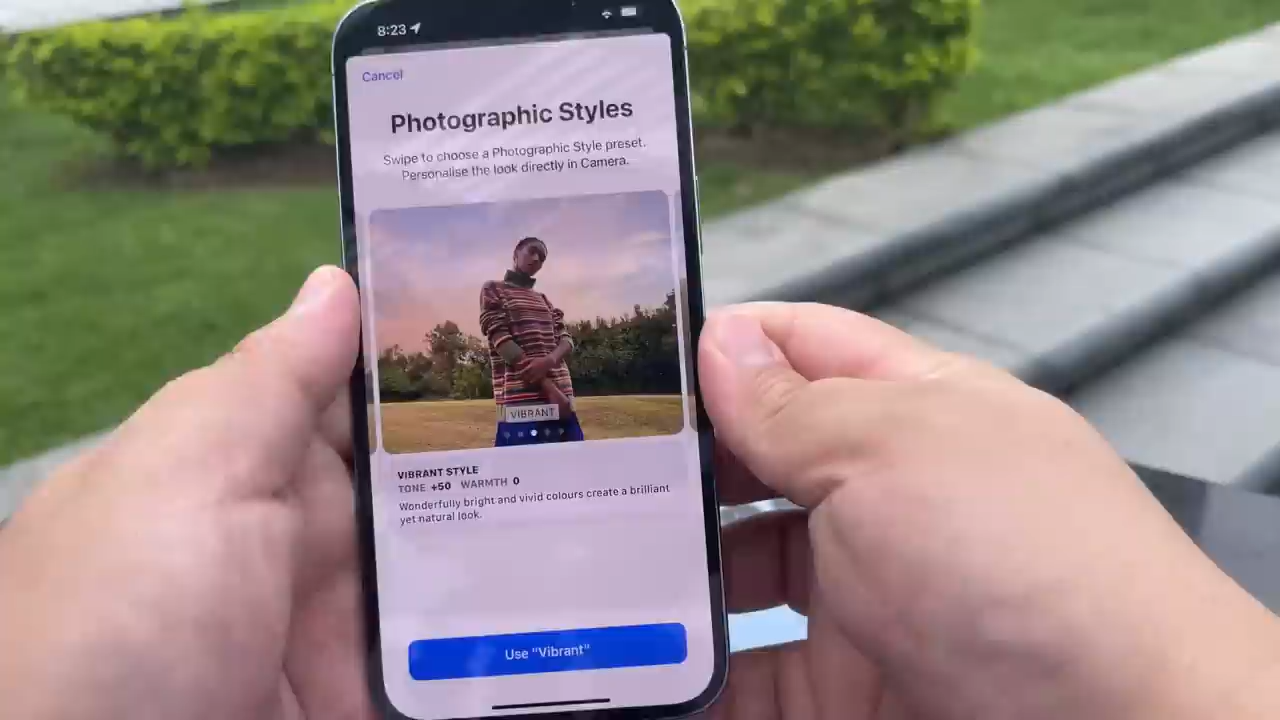 8:23
Cancel
Photographic Styles
Swipe to choose a Photographic Style preset.
Personalise the look directly in Camera.
VIBRANT
VIBRANT STYLE
TONE +50 WARMTH 0
Wonderfully bright and vivid colours create a brilliant
yet natural look.
Use "Vibrant"